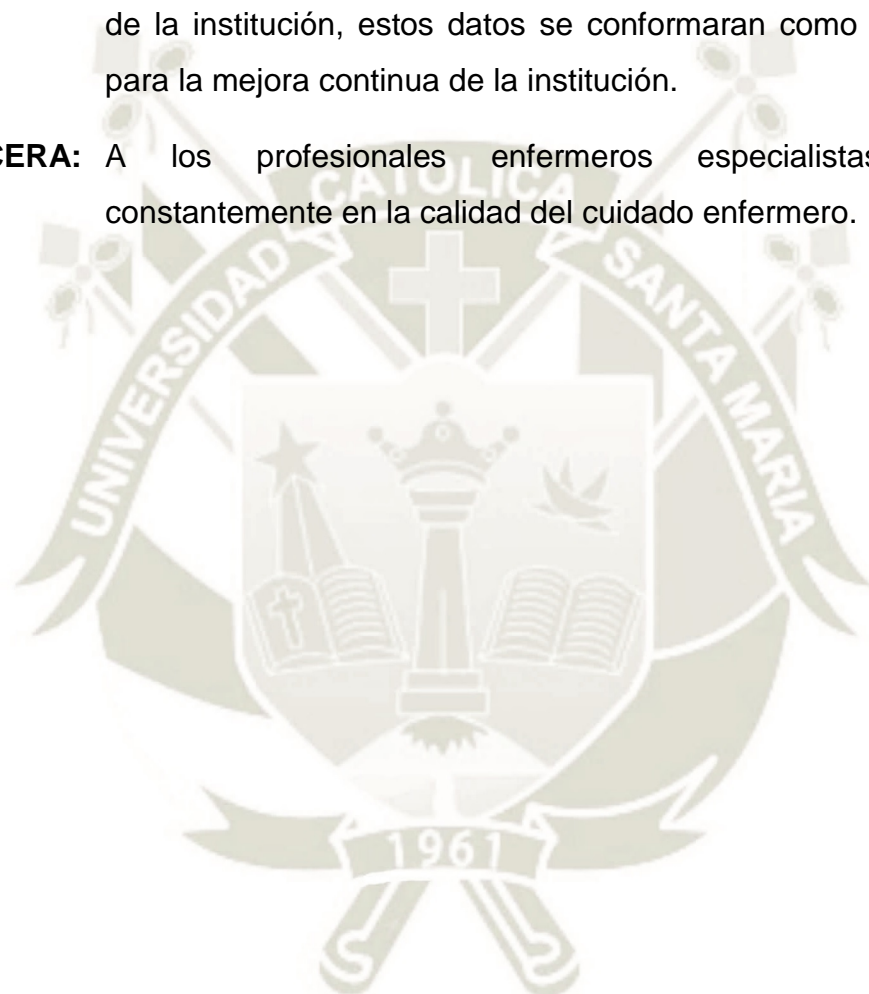 de la institución, estos datos se conformaran como
para la mejora continua de la institución.
CERA: A los profesionales enfermeros especialistas
constantemente en la calidad del cuidado enfermero.
UNIVERSIDAD CATOLICA SANTA MARIA
1961